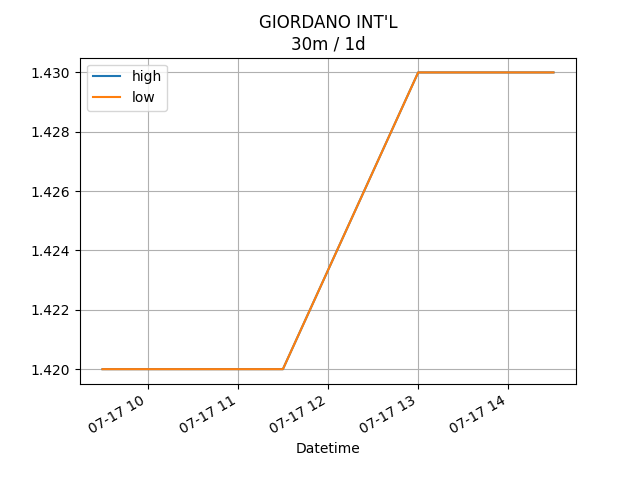 GIORDANO INT'L
30m / 1d
high
low
1.430
1.428
1.426
1.424
1.422
1.420
07-17 10
07-17 11
07-17 12
07-17 13
07-17 14
Datetime